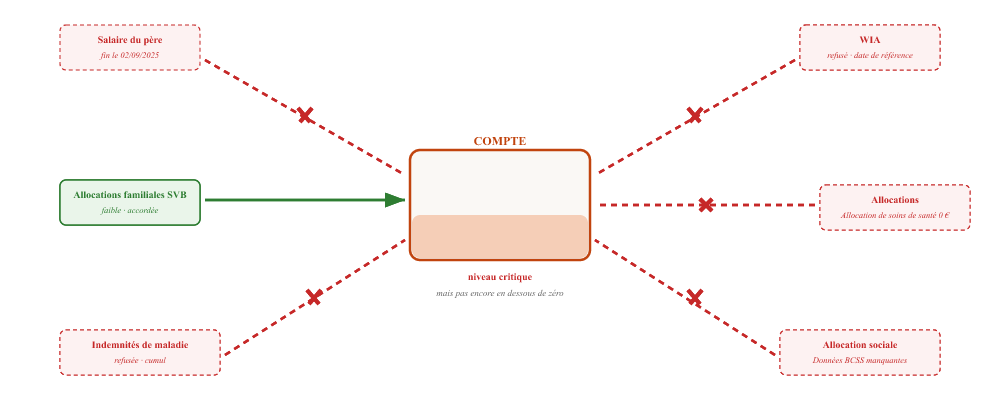 Salaire du père
fin le 02/09/2025
WIA
refusé · date de référence
COMPTE
Allocations familiales SVB
faible · accordée
Allocations
Allocation de soins de santé 0 €
niveau critique
mais pas encore en dessous de zéro
Indemnités de maladie
refusée · cumul
Allocation sociale
Données BCSS manquantes